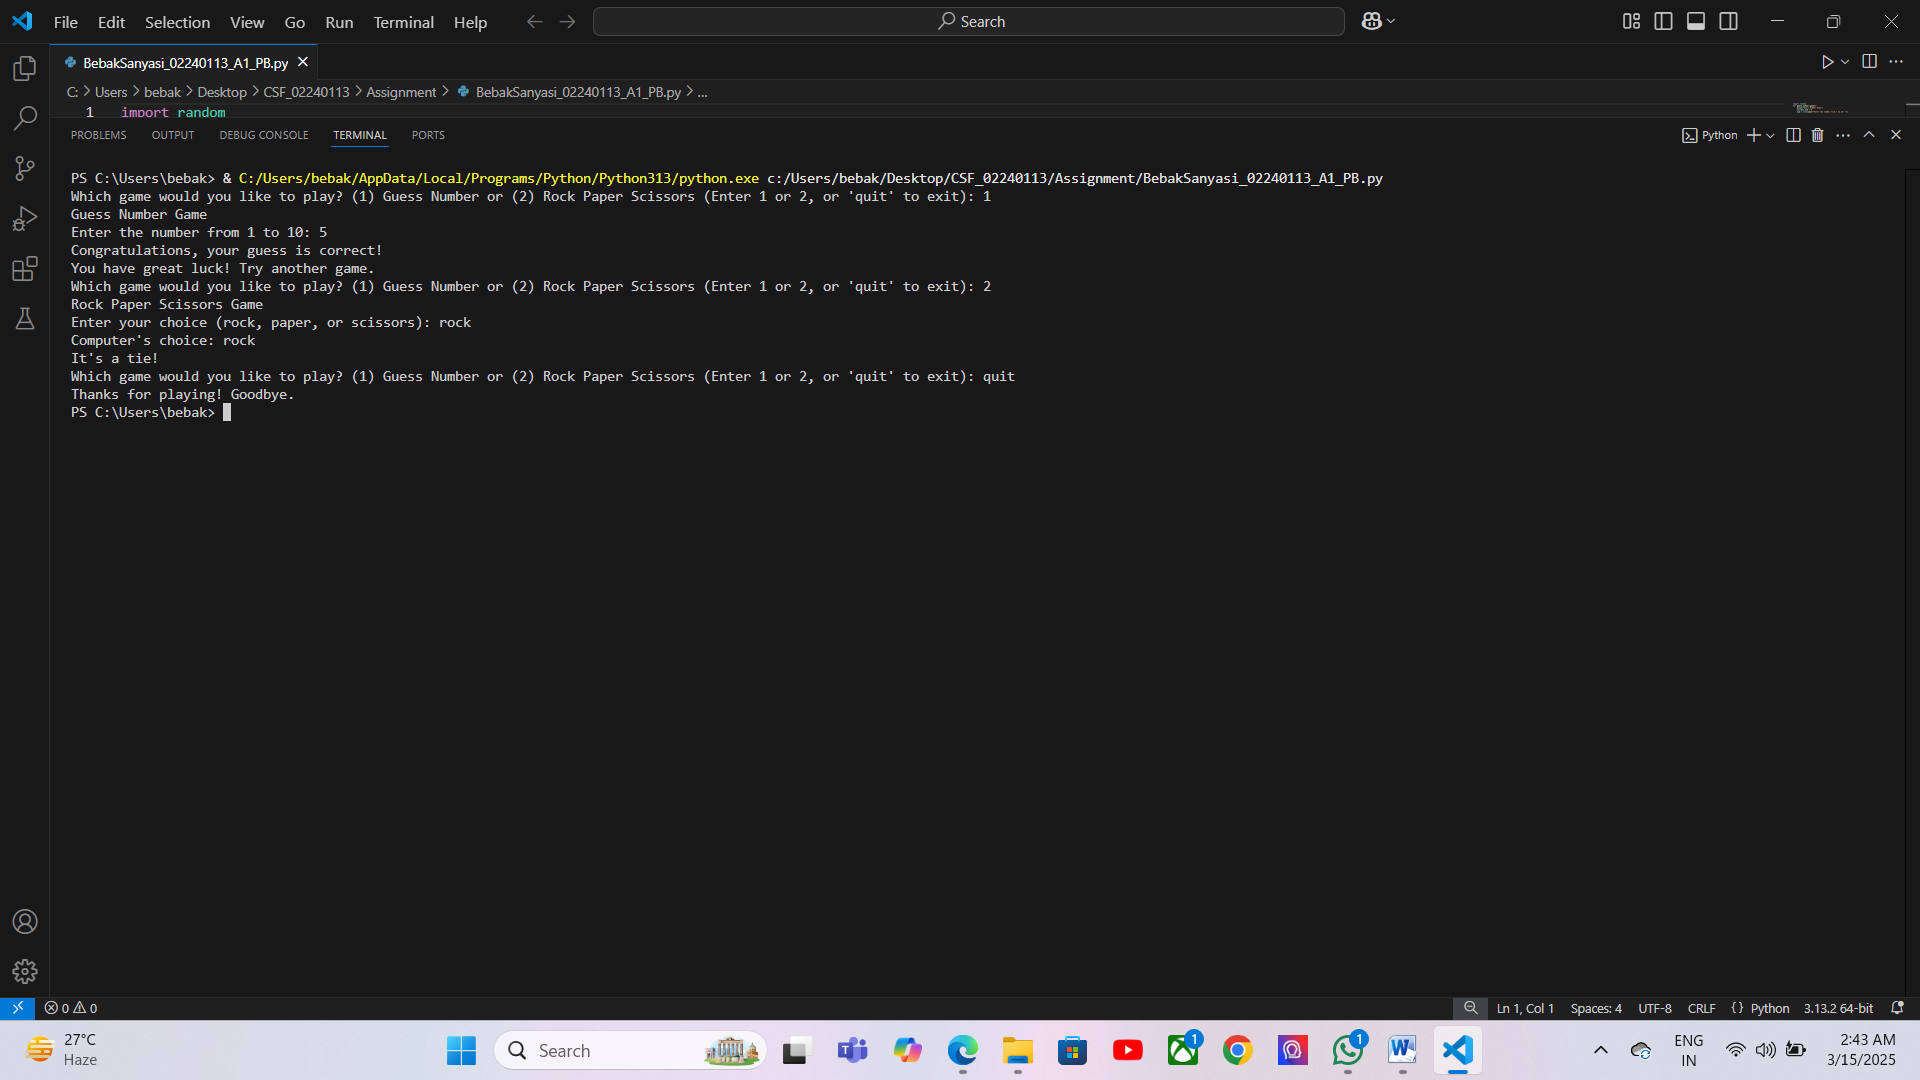 File Edit Selection View Go Run Terminal Help Search
BebakSanyasi_02240113_A1_PB.py
C: > Users > bebak > Desktop > CSF_02240113 > Assignment > BebakSanyasi_02240113_A1_PB.py > ...
1 import random
PROBLEMS OUTPUT DEBUG CONSOLE TERMINAL PORTS Python
PS C:\Users\bebak> & C:/Users/bebak/AppData/Local/Programs/Python/Python313/python.exe c:/Users/bebak/Desktop/CSF_02240113/Assignment/BebakSanyasi_02240113_A1_PB.py
Which game would you like to play? (1) Guess Number or (2) Rock Paper Scissors (Enter 1 or 2, or 'quit' to exit): 1
Guess Number Game
Enter the number from 1 to 10: 5
Congratulations, your guess is correct!
You have great luck! Try another game.
Which game would you like to play? (1) Guess Number or (2) Rock Paper Scissors (Enter 1 or 2, or 'quit' to exit): 2
Rock Paper Scissors Game
Enter your choice (rock, paper, or scissors): rock
Computer's choice: rock
It's a tie!
Which game would you like to play? (1) Guess Number or (2) Rock Paper Scissors (Enter 1 or 2, or 'quit' to exit): quit
Thanks for playing! Goodbye.
PS C:\Users\bebak>
0 0 Ln 1, Col 1 Spaces: 4 UTF-8 CRLF {} Python 3.13.2 64-bit
27°C
Haze
Search
1
1
ENG
IN
2:43 AM
3/15/2025